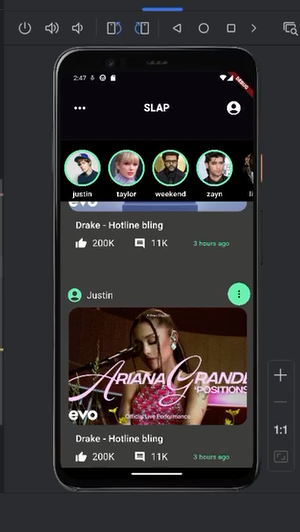 2:47
DEBUG
SLAP
justin
taylor
weekend
zayn
evo
Drake - Hotline bling
200K
11K
3 hours ago
Justin
ARIANA GRANDE
"POSITIONS
evo
Official Live Performance
Drake - Hotline bling
200K
11K
3 hours ago
1:1